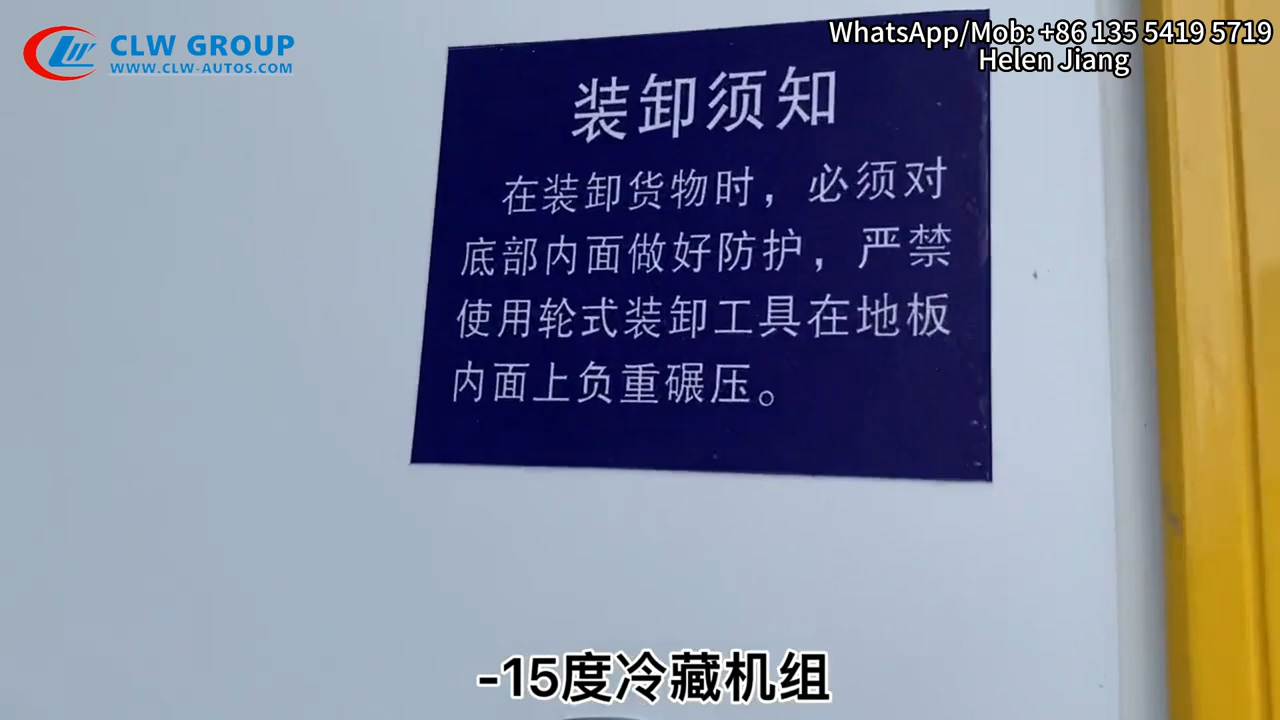 CLW GROUP
WWW.CLW-AUTOS.COM
WhatsApp/Mob: +86 135 5419 5719
Helen Jiang
装卸须知
在装卸货物时，必须对
底部内面做好防护，严禁
使用轮式装卸工具在地板
内面上负重碾压。
-15度冷藏机组